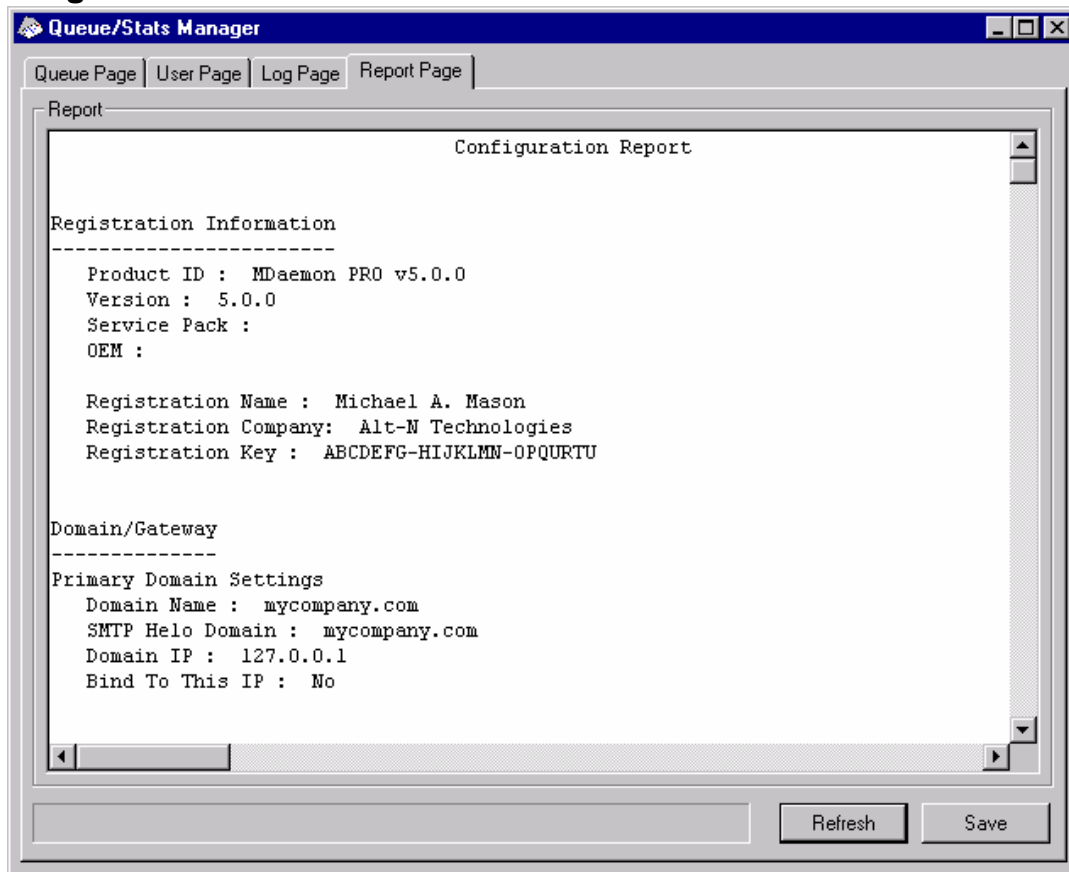 Queue/Stats Manager
Queue Page User Page Log Page Report Page
Report
Configuration Report
Registration Information
------------------------
Product ID : MDaemon PRO v5.0.0
Version : 5.0.0
Service Pack :
OEM :
Registration Name : Michael A. Mason
Registration Company: Alt-N Technologies
Registration Key : ABCDEFG-HIJKLMN-OPQURTU
Domain/Gateway
--------------
Primary Domain Settings
Domain Name : mycompany.com
SMTP Helo Domain : mycompany.com
Domain IP : 127.0.0.1
Bind To This IP : No
Refresh Save